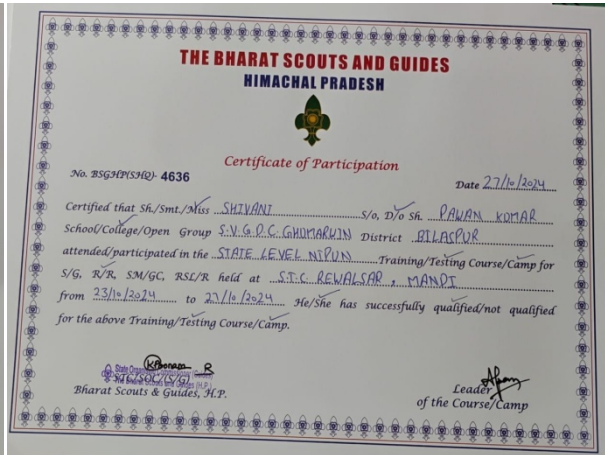 THE BHARAT SCOUTS AND GUIDES
HIMACHAL PRADESH
Certificate of Participation
No. BSGHP(SHQ)- 4636
Date 27/10/2024
Certified that Sh./Smt./Miss SHIVANI S/o, D/o Sh. PAWAN KUMAR
School/College/Open Group S.V.G.D.C. GHUMARWIN District BILASPUR
attended/participated in the STATE LEVEL NIPUN Training/Testing Course/Camp for
S/G, R/R, SM/GC, RSL/R held at S.T.C. REWALSAR, MANDI
from 23/10/2024 to 27/10/2024 He/She has successfully qualified/not qualified
for the above Training/Testing Course/Camp.
STC/SOC/(S/G)
Bharat Scouts & Guides, H.P.
Leader
of the Course/Camp